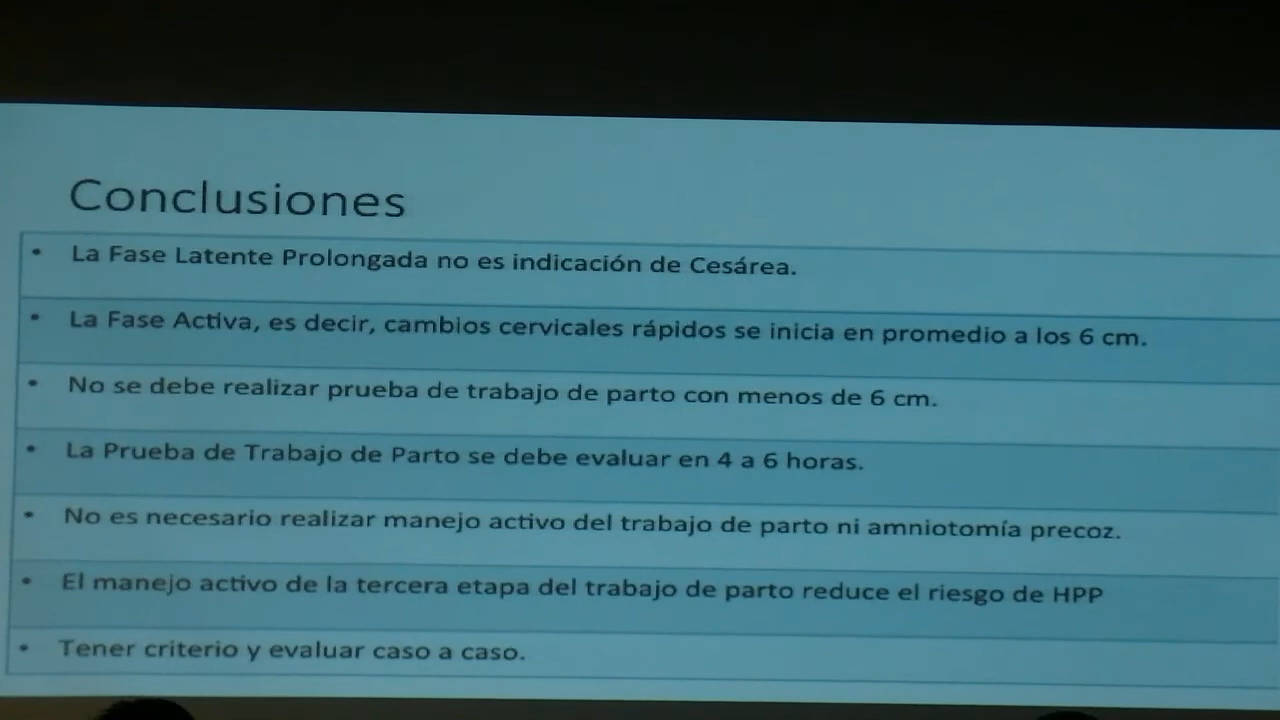 Conclusiones
• La Fase Latente Prolongada no es indicación de Cesárea.
• La Fase Activa, es decir, cambios cervicales rápidos se inicia en promedio a los 6 cm.
• No se debe realizar prueba de trabajo de parto con menos de 6 cm.
• La Prueba de Trabajo de Parto se debe evaluar en 4 a 6 horas.
• No es necesario realizar manejo activo del trabajo de parto ni amniotomía precoz.
• El manejo activo de la tercera etapa del trabajo de parto reduce el riesgo de HPP
• Tener criterio y evaluar caso a caso.